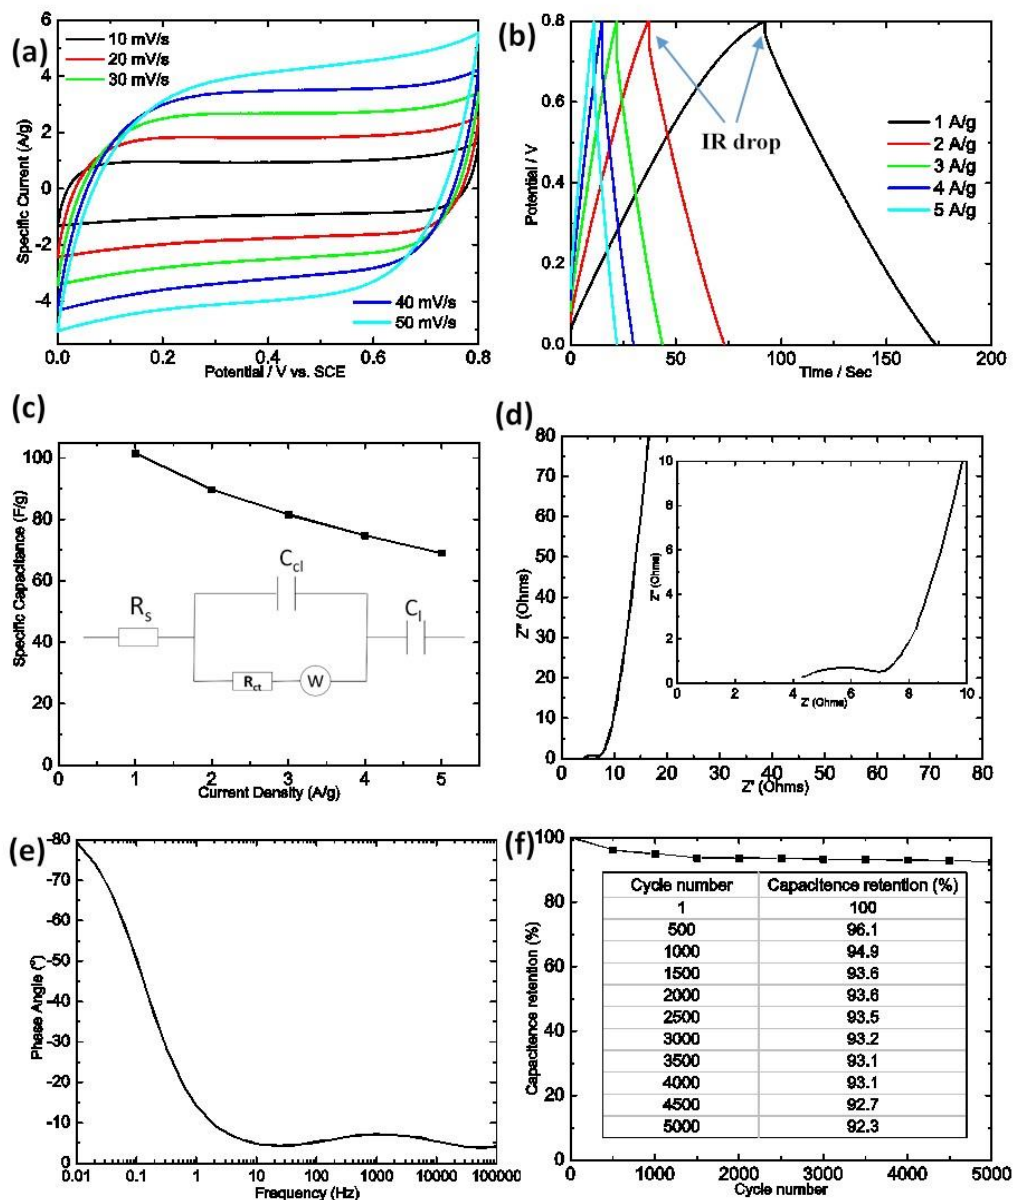 (a)
6
4
2
0
-2
-4
10 mV/s
20 mV/s
30 mV/s
40 mV/s
50 mV/s
Specific Current (A/g)
0.0 0.2 0.4 0.6 0.8
Potential / V vs. SCE
(b)
0.8
0.6
0.4
0.2
0.0
IR drop
1 A/g
2 A/g
3 A/g
4 A/g
5 A/g
Potential / V
0 50 100 150 200
Time / Sec
(c)
100
80
60
40
20
0
Specific Capacitance (F/g)
Ccl
Rs
Cl
Rct
W
0 1 2 3 4 5
Current Density (A/g)
(d)
80
70
60
50
40
30
20
10
0
Z" (Ohms)
10
8
6
4
2
0
Z" (Ohms)
0 2 4 6 8 10
Z' (Ohms)
0 10 20 30 40 50 60 70 80
Z' (Ohms)
(e)
-80
-70
-60
-50
-40
-30
-20
-10
0
Phase Angle (°)
0.01 0.1 1 10 100 1000 10000 100000
Frequency (Hz)
(f)
100
80
60
40
20
0
Capacitence retention (%)
Cycle number Capacitence retention (%)
1 100
500 96.1
1000 94.9
1500 93.6
2000 93.6
2500 93.5
3000 93.2
3500 93.1
4000 93.1
4500 92.7
5000 92.3
0 1000 2000 3000 4000 5000
Cycle number